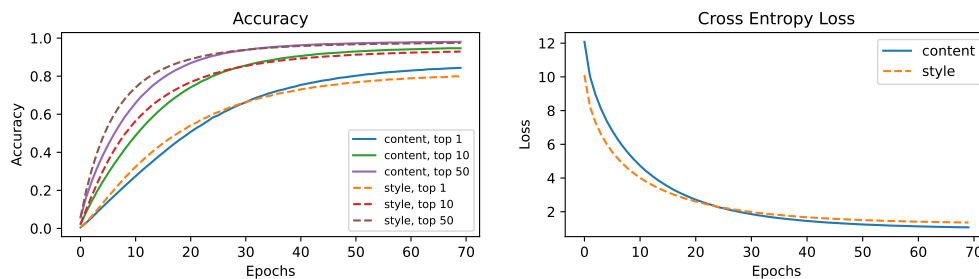 Accuracy
Accuracy
1.0
0.8
0.6
0.4
0.2
0.0
content, top 1
content, top 10
content, top 50
style, top 1
style, top 10
style, top 50
0 10 20 30 40 50 60 70
Epochs
Cross Entropy Loss
Loss
12
10
8
6
4
2
content
style
0 10 20 30 40 50 60 70
Epochs